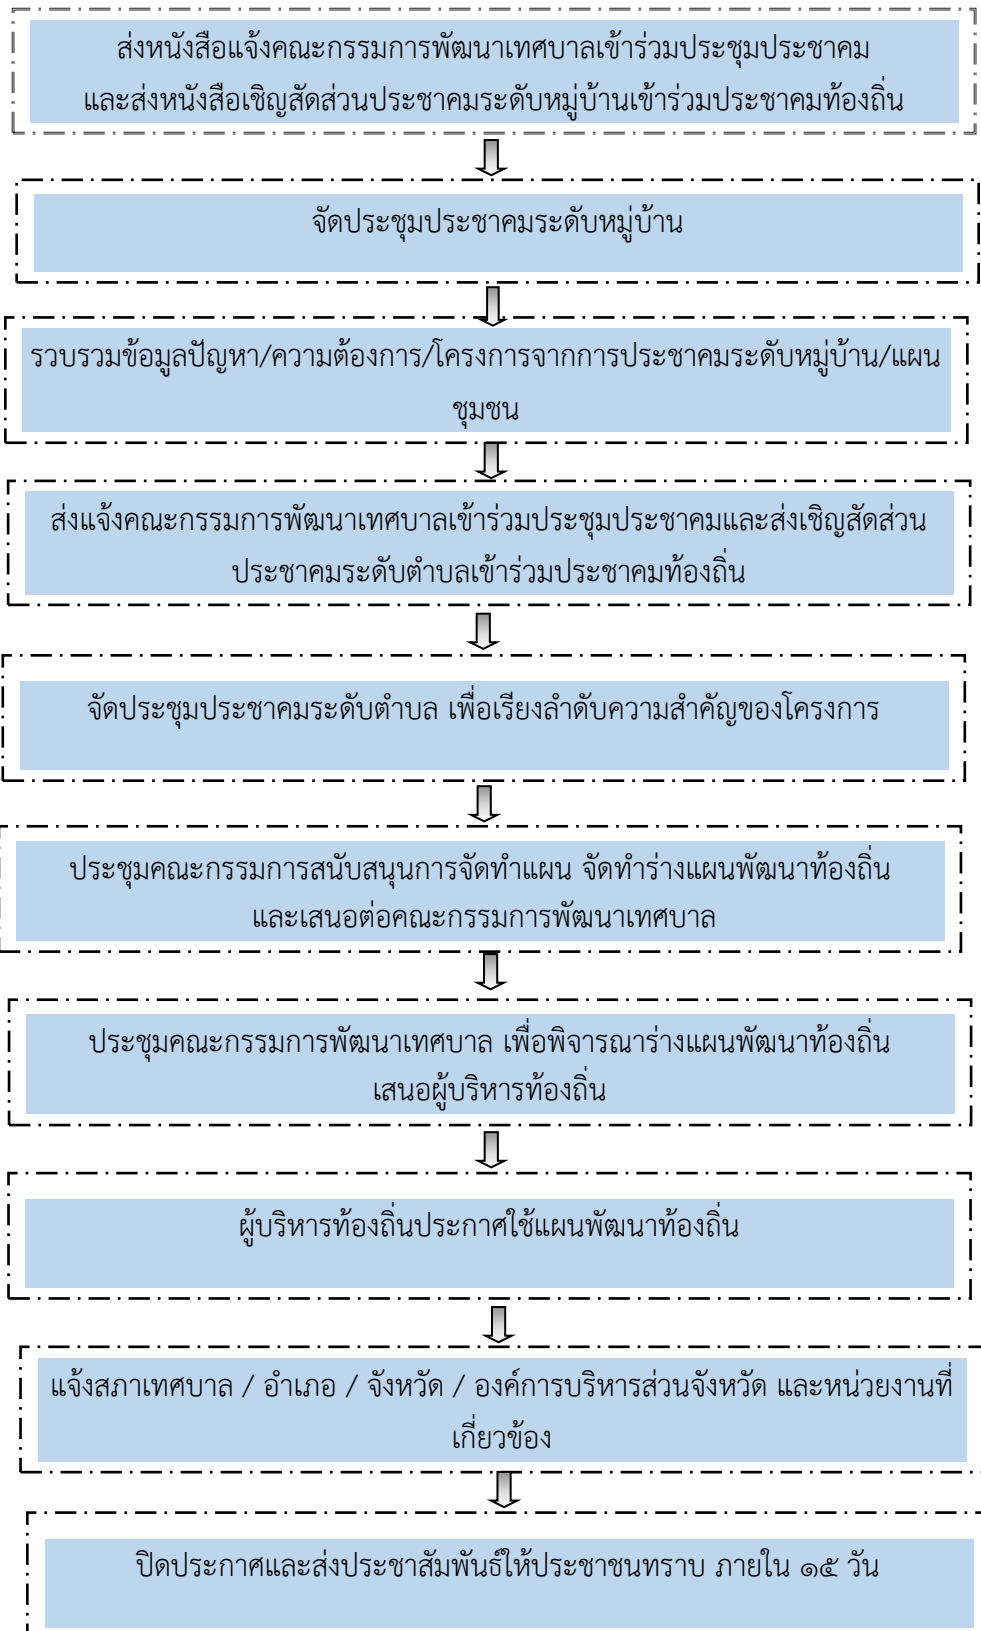 ส่งหนังสือแจ้งคณะกรรมการพัฒนาเทศบาลเข้าร่วมประชุมประชาคม
และส่งหนังสือเชิญสัดส่วนประชาคมระดับหมู่บ้านเข้าร่วมประชาคมท้องถิ่น
จัดประชุมประชาคมระดับหมู่บ้าน
รวบรวมข้อมูลปัญหา/ความต้องการ/โครงการจากการประชาคมระดับหมู่บ้าน/แผน
ชุมชน
ส่งแจ้งคณะกรรมการพัฒนาเทศบาลเข้าร่วมประชุมประชาคมและส่งเชิญสัดส่วน
ประชาคมระดับตำบลเข้าร่วมประชาคมท้องถิ่น
จัดประชุมประชาคมระดับตำบล เพื่อเรียงลำดับความสำคัญของโครงการ
ประชุมคณะกรรมการสนับสนุนการจัดทำแผน จัดทำร่างแผนพัฒนาท้องถิ่น
และเสนอต่อคณะกรรมการพัฒนาเทศบาล
ประชุมคณะกรรมการพัฒนาเทศบาล เพื่อพิจารณาร่างแผนพัฒนาท้องถิ่น
เสนอผู้บริหารท้องถิ่น
ผู้บริหารท้องถิ่นประกาศใช้แผนพัฒนาท้องถิ่น
แจ้งสภาเทศบาล / อำเภอ / จังหวัด / องค์การบริหารส่วนจังหวัด และหน่วยงานที่
เกี่ยวข้อง
ปิดประกาศและส่งประชาสัมพันธ์ให้ประชาชนทราบ ภายใน ๑๕ วัน